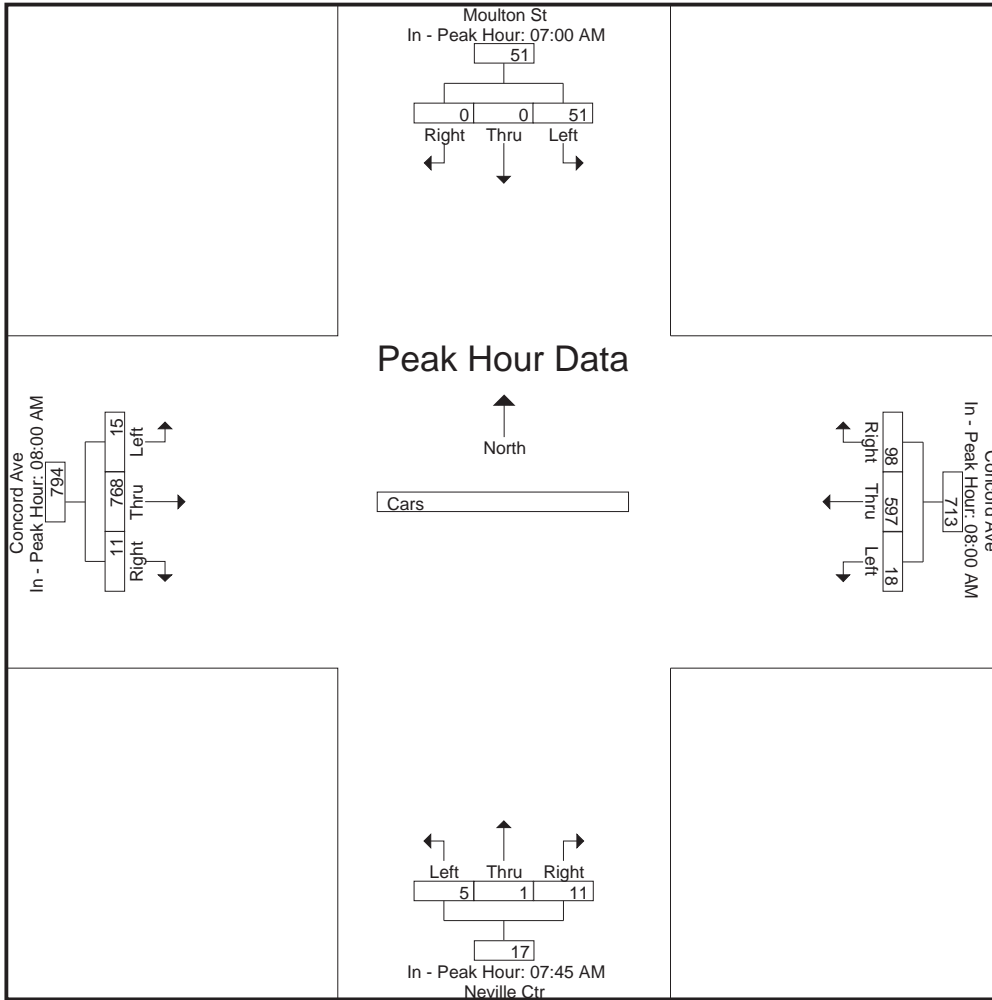 Moulton St
In - Peak Hour: 07:00 AM
51
0 0 51
Right Thru Left
Peak Hour Data
North
Cars
Concord Ave
In - Peak Hour: 08:00 AM
794
15 768 11
Left Thru Right
Concord Ave
In - Peak Hour: 08:00 AM
713
98 597 18
Right Thru Left
Left Thru Right
5 1 11
17
In - Peak Hour: 07:45 AM
Neville Ctr